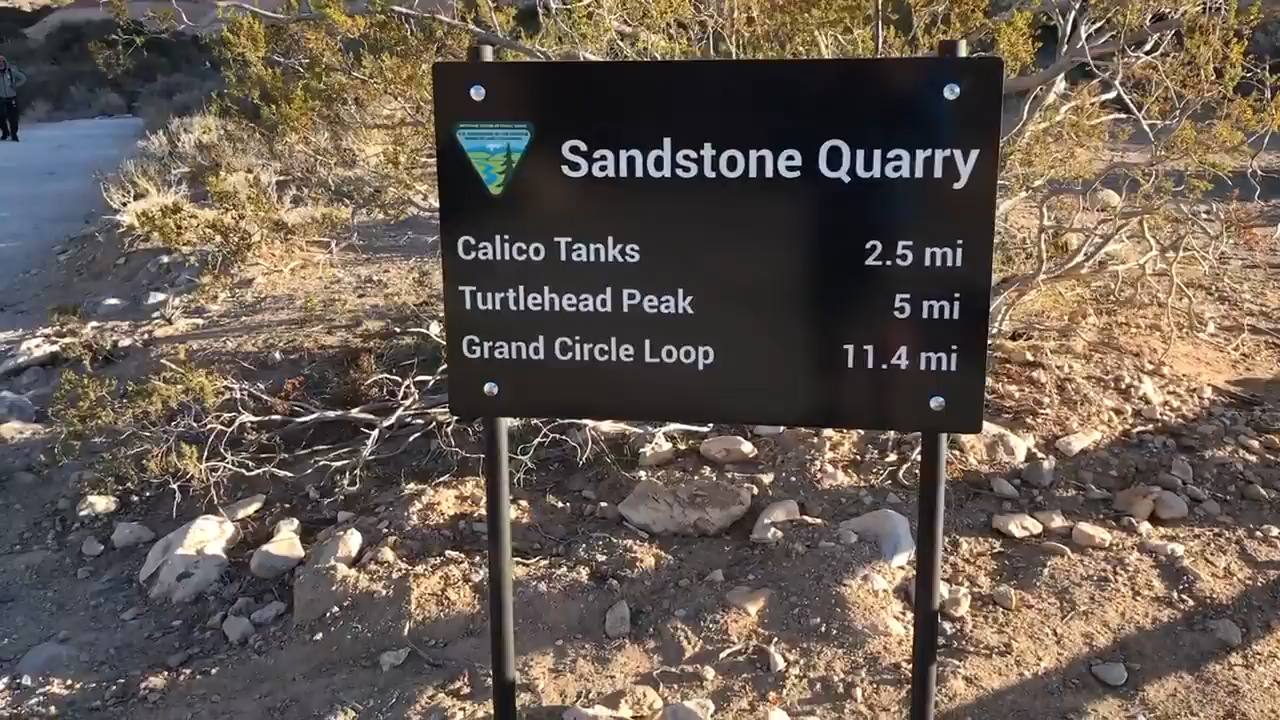 Sandstone Quarry
Calico Tanks 2.5 mi
Turtlehead Peak 5 mi
Grand Circle Loop 11.4 mi